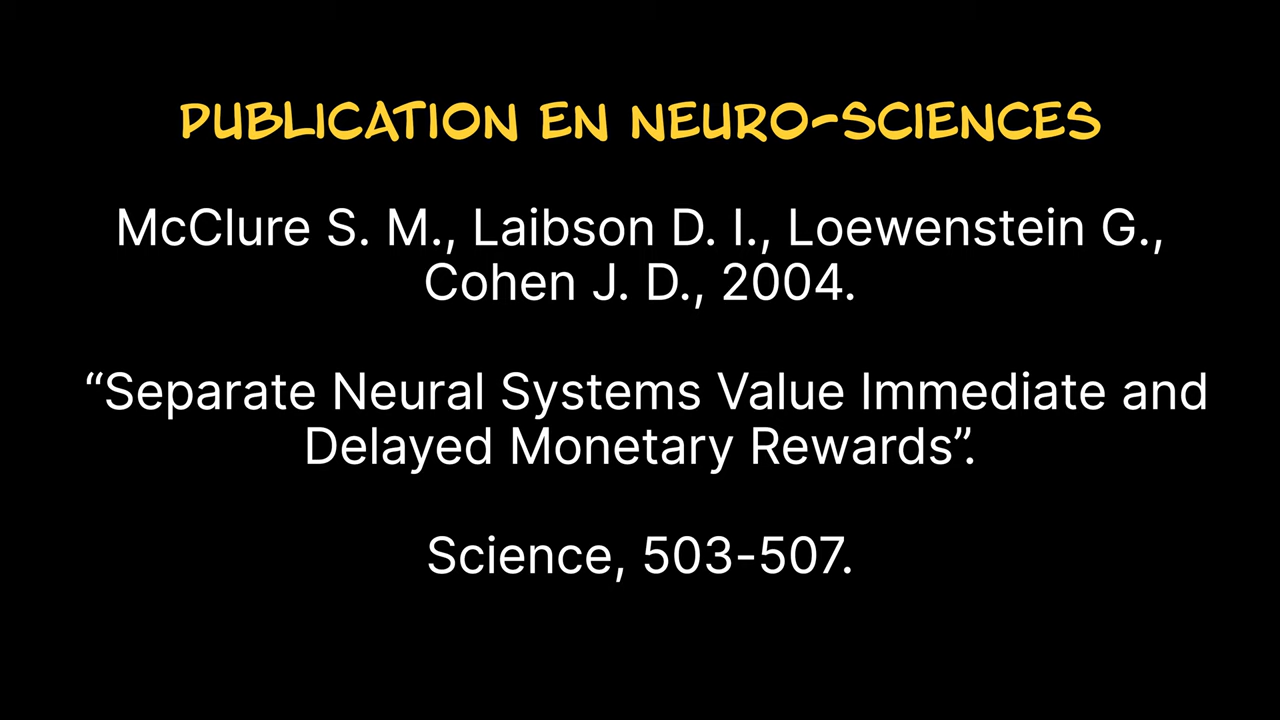 PUBLICATION EN NEURO-SCIENCES
McClure S. M., Laibson D. I., Loewenstein G.,
Cohen J. D., 2004.
“Separate Neural Systems Value Immediate and
Delayed Monetary Rewards”.
Science, 503-507.